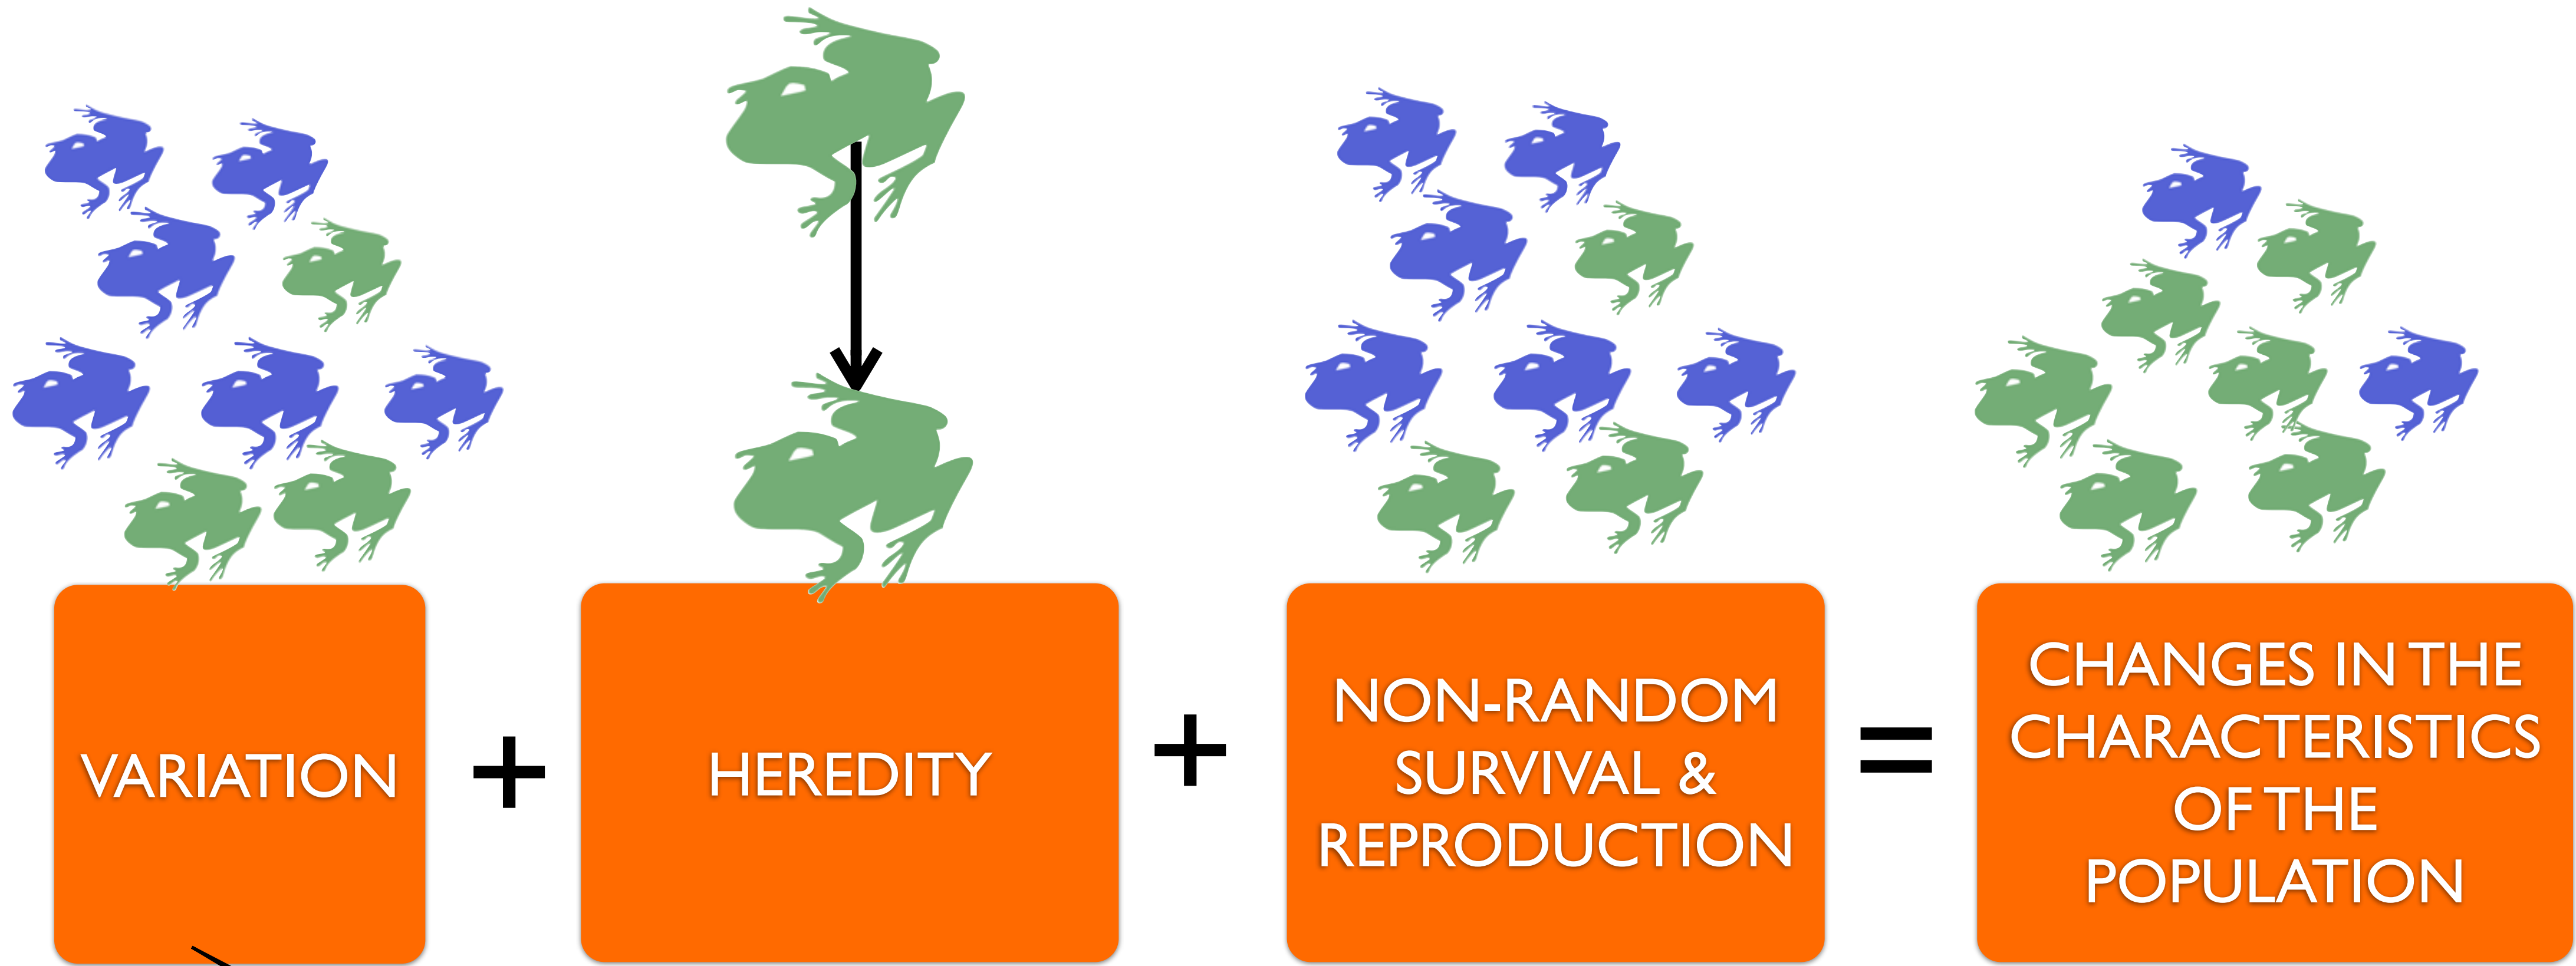 VARIATION
+
HEREDITY
+
NON-RANDOM
SURVIVAL &
REPRODUCTION
=
CHANGES IN THE
CHARACTERISTICS
OF THE
POPULATION